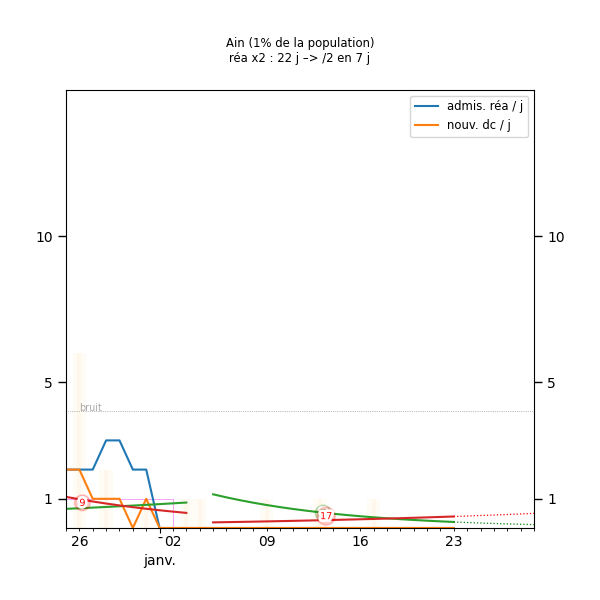 Ain (1% de la population)
réa x2 : 22 j –> /2 en 7 j
admis. réa / j
nouv. dc / j
10
10
5
5
bruit
1
1
9
17
26
02
09
16
23
janv.